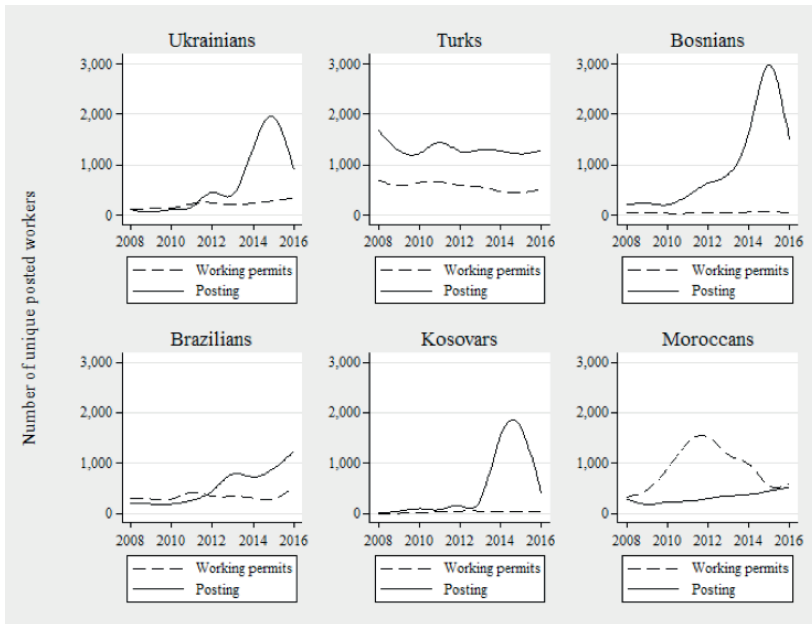 Number of unique posted workers
Ukrainians
3,000
2,000
1,000
0
2008 2010 2012 2014 2016
Working permits
Posting
Turks
3,000
2,000
1,000
0
2008 2010 2012 2014 2016
Working permits
Posting
Bosnians
3,000
2,000
1,000
0
2008 2010 2012 2014 2016
Working permits
Posting
Brazilians
3,000
2,000
1,000
0
2008 2010 2012 2014 2016
Working permits
Posting
Kosovars
3,000
2,000
1,000
0
2008 2010 2012 2014 2016
Working permits
Posting
Moroccans
3,000
2,000
1,000
0
2008 2010 2012 2014 2016
Working permits
Posting